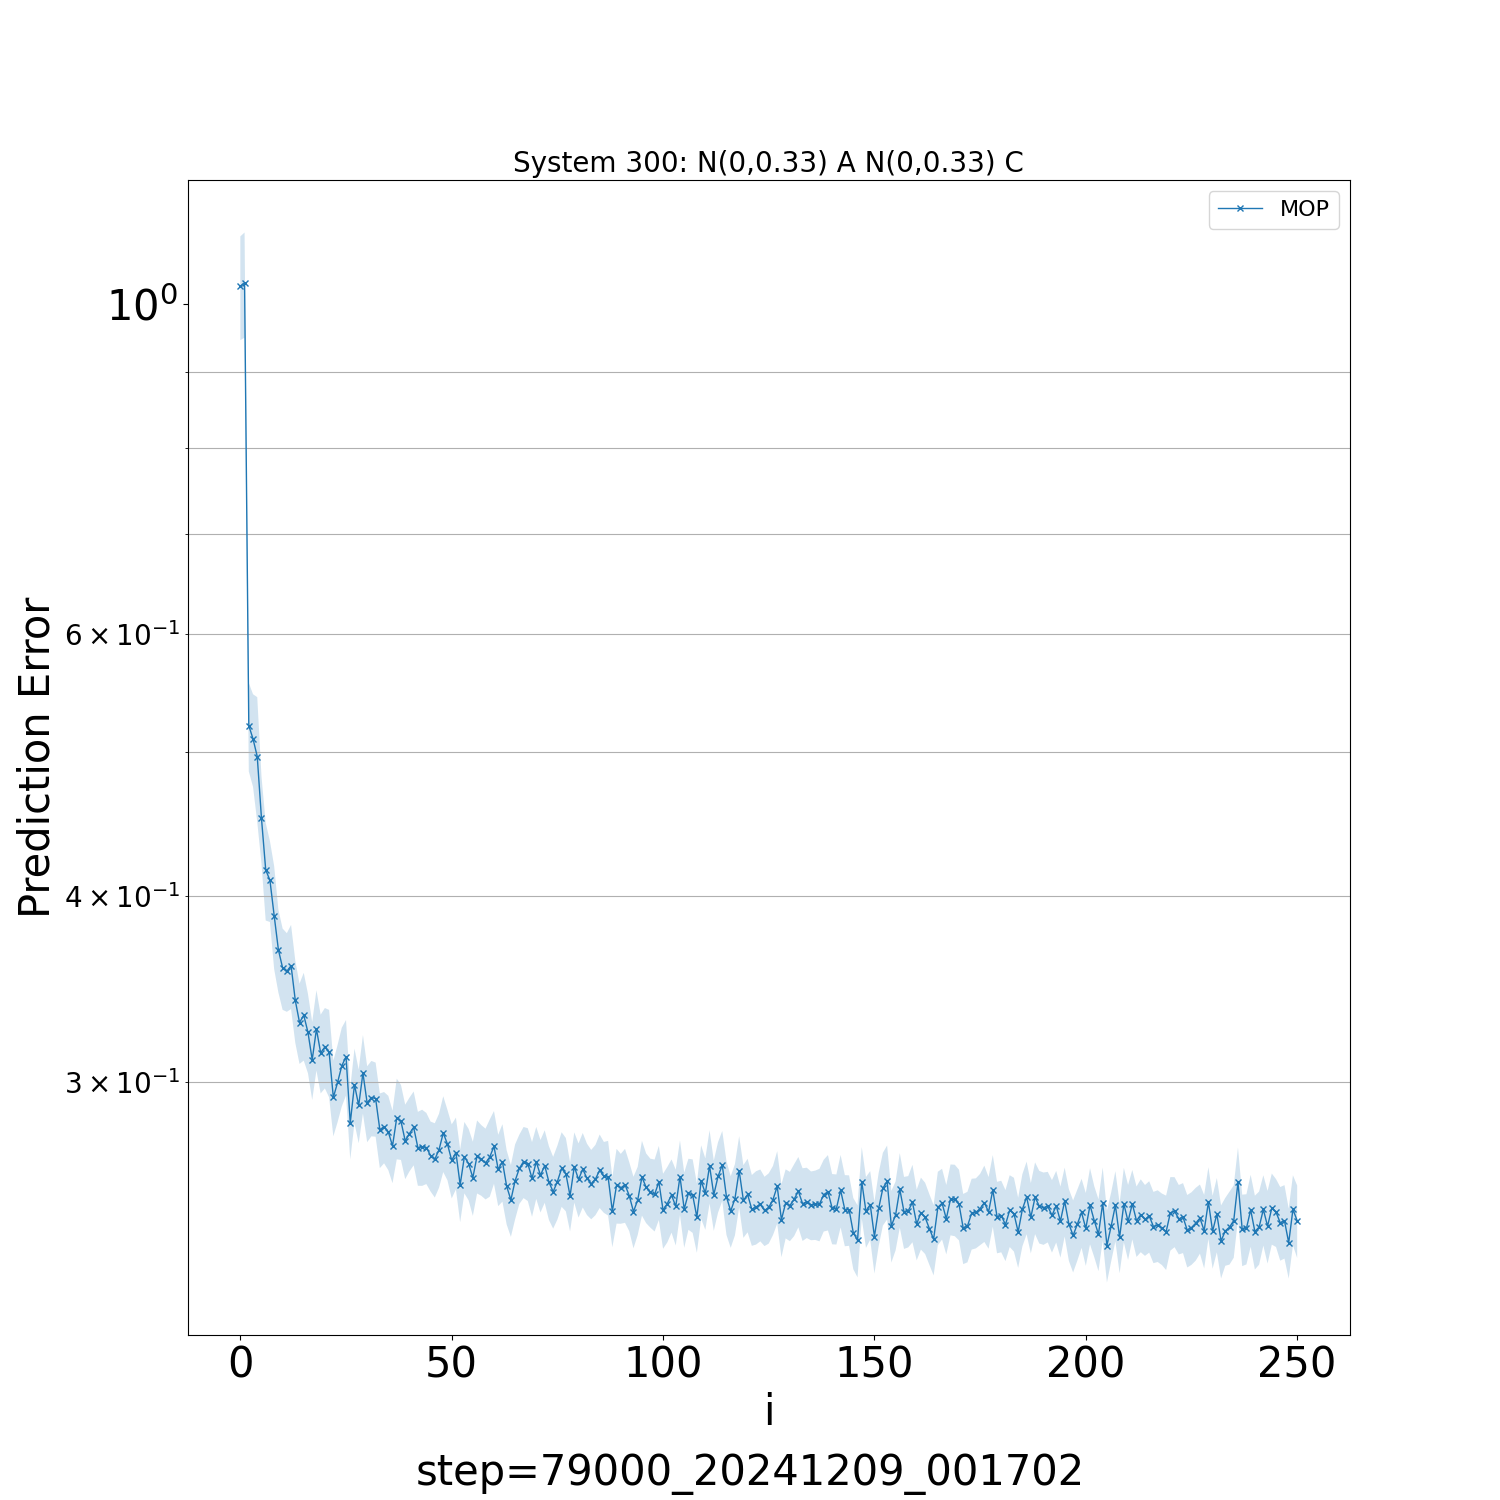 System 300: N(0,0.33) A N(0,0.33) C
MOP
10⁰
6 × 10⁻¹
4 × 10⁻¹
3 × 10⁻¹
Prediction Error
0 50 100 150 200 250
i
step=79000_20241209_001702